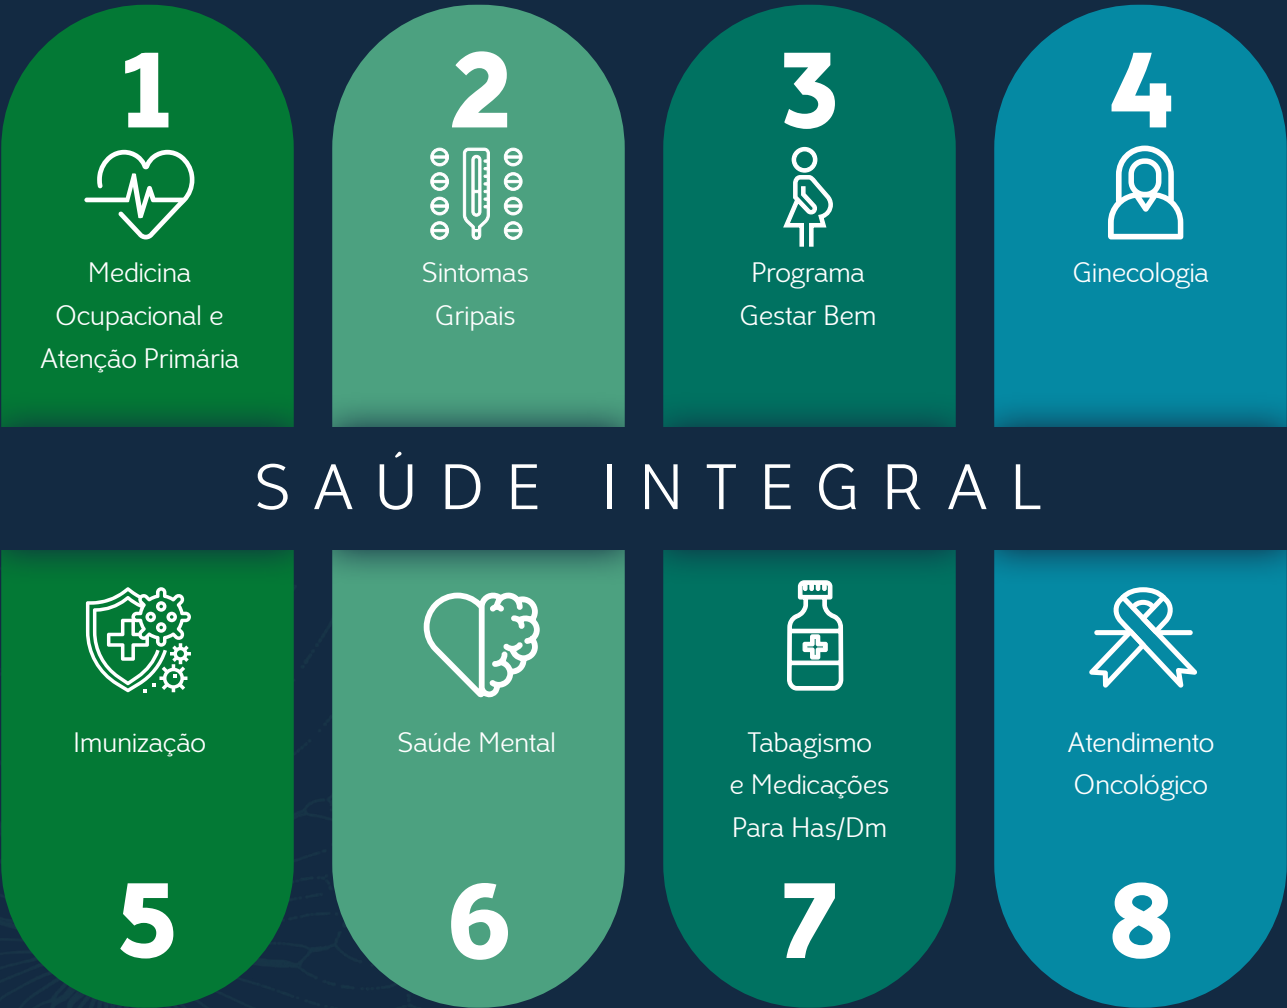 1
Medicina
Ocupacional e
Atenção Primária
2
Sintomas
Gripais
3
Programa
Gestar Bem
4
Ginecologia
SAÚDE INTEGRAL
Imunização
5
Saúde Mental
6
Tabagismo
e Medicações
Para Has/Dm
7
Atendimento
Oncológico
8